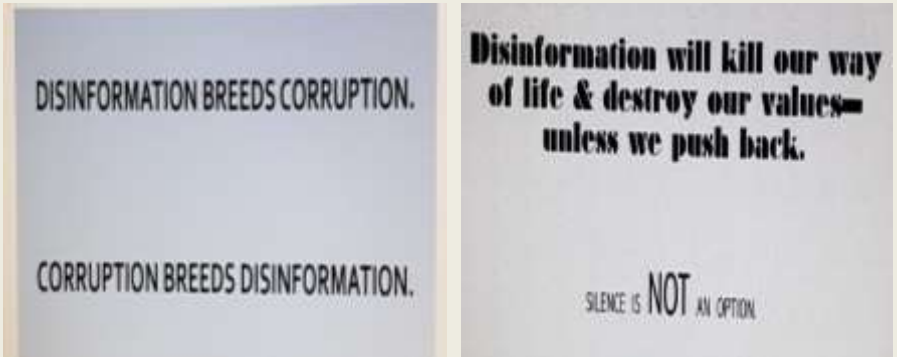 DISINFORMATION BREEDS CORRUPTION.
CORRUPTION BREEDS DISINFORMATION.
Disinformation will kill our way
of life & destroy our values—
unless we push back.
SILENCE IS NOT AN OPTION.